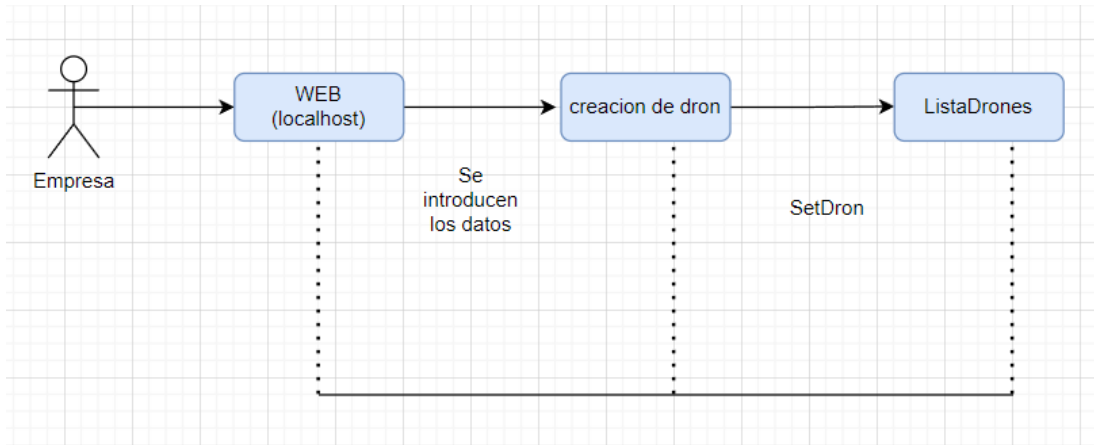 WEB
(localhost)
creacion de dron
ListaDrones
Empresa
Se
introducen
los datos
SetDron